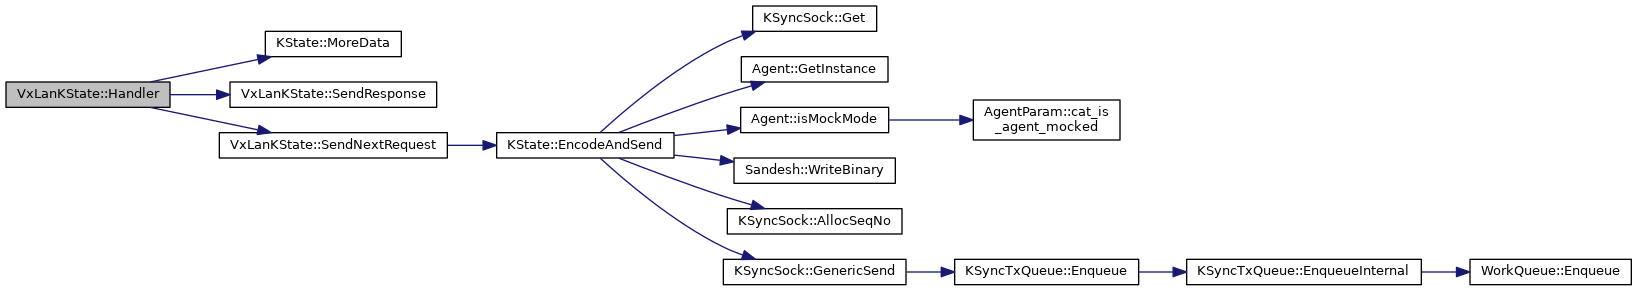 VxLanKState::Handler
KState::MoreData
VxLanKState::SendResponse
VxLanKState::SendNextRequest
KState::EncodeAndSend
KSyncSock::Get
Agent::GetInstance
Agent::isMockMode
AgentParam::cat_is
_agent_mocked
Sandesh::WriteBinary
KSyncSock::AllocSeqNo
KSyncSock::GenericSend
KSyncTxQueue::Enqueue
KSyncTxQueue::EnqueueInternal
WorkQueue::Enqueue